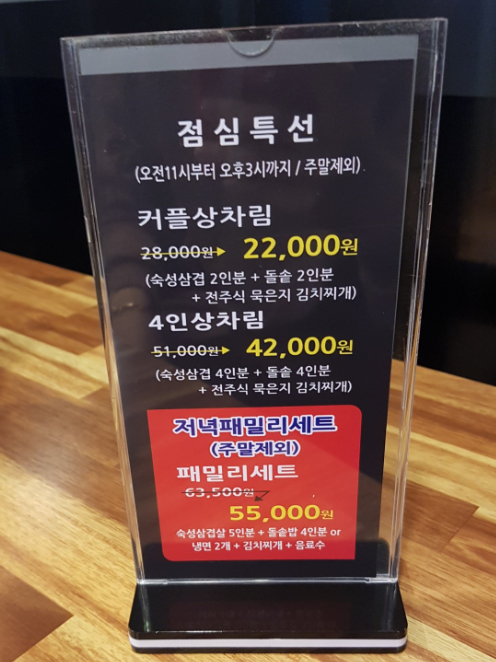 점심특선
(오전11시부터 오후3시까지 / 주말제외)
커플상차림
28,000원▶ 22,000원
(숙성삼겹 2인분 + 돌솥 2인분
+ 전주식 묵은지 김치찌개)
4인상차림
51,000원▶ 42,000원
(숙성삼겹 4인분 + 돌솥 4인분
+ 전주식 묵은지 김치찌개)
저녁패밀리세트
(주말제외)
패밀리세트
63,500원
55,000원
숙성삼겹살 5인분 + 돌솥밥 4인분 or
냉면 2개 + 김치찌개 + 음료수